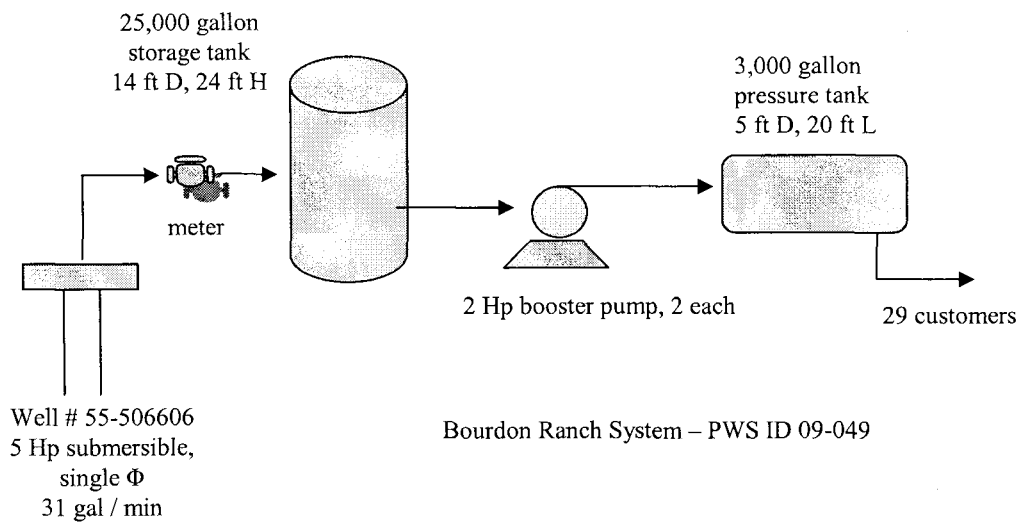 25,000 gallon
storage tank
14 ft D, 24 ft H
3,000 gallon
pressure tank
5 ft D, 20 ft L
meter
2 Hp booster pump, 2 each
29 customers
Well # 55-506606
5 Hp submersible,
single Φ
31 gal / min
Bourdon Ranch System – PWS ID 09-049